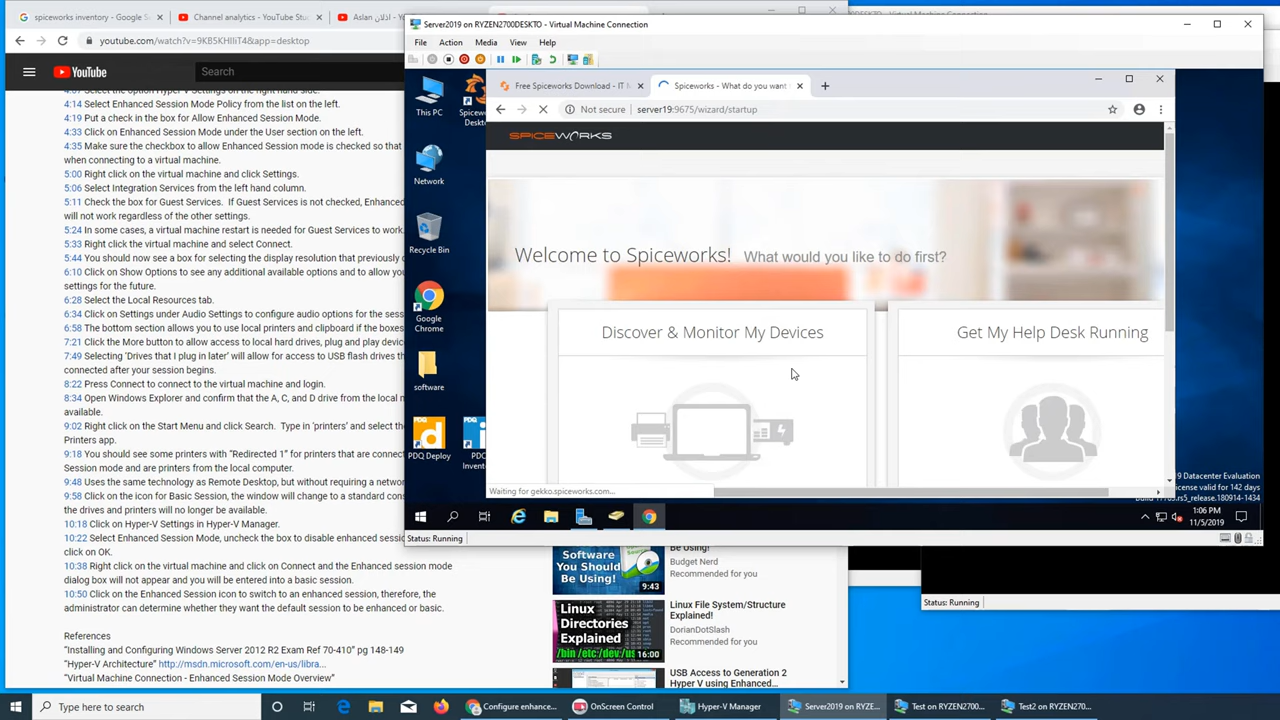 spiceworks inventory - Google S
Channel analytics - YouTube Stu
Aslan - Y
youtube.com/watch?v=9KB5KHIIiT4&app=desktop
YouTube
Search
Select the option Hyper-V Settings on the right hand side.
4:14 Select Enhanced Session Mode Policy from the list on the left.
4:19 Put a check in the box for Allow Enhanced Session Mode.
4:33 Click on Enhanced Session Mode under the User section on the left.
4:35 Make sure the checkbox to allow Enhanced Session mode is checked so that
when connecting to a virtual machine.
5:00 Right click on the virtual machine and click Settings.
5:06 Select Integration Services from the left hand column.
5:11 Check the box for Guest Services. If Guest Services is not checked, Enhanced
will not work regardless of the other settings.
5:24 In some cases, a virtual machine restart is needed for Guest Services to work.
5:33 Right click the virtual machine and select Connect.
5:44 You should now see a box for selecting the display resolution that previously o
6:10 Click on Show Options to see any additional available options and to allow you
settings for the future.
6:28 Select the Local Resources tab.
6:34 Click on Settings under Audio Settings to configure audio options for the sessi
6:58 The bottom section allows you to use local printers and clipboard if the boxes
7:21 Click the More button to allow access to local hard drives, plug and play device
7:49 Selecting 'Drives that I plug in later' will allow for access to USB flash drives th
connected after your session begins.
8:22 Press Connect to connect to the virtual machine and login.
8:34 Open Windows Explorer and confirm that the A, C, and D drive from the local m
available.
9:02 Right click on the Start Menu and click Search. Type in 'printers' and select the
Printers app.
9:18 You should see some printers with "Redirected 1" for printers that are connect
Session mode and are printers from the local computer.
9:48 Uses the same technology as Remote Desktop, but without requiring a networ
9:58 Click on the icon for Basic Session, the window will change to a standard cons
the drives and printers will no longer be available.
10:18 Click on Hyper-V Settings in Hyper-V Manager.
10:22 Select Enhanced Session Mode, uncheck the box to disable enhanced sessio
click on OK.
10:38 Right click on the virtual machine and click on Connect and the Enhanced session mode
dialog box will not appear and you will be entered into a basic session.
10:50 Click on the Enhanced Session icon to switch to an enhanced session, therefore, the
administrator can determine whether they want the default session to be enhanced or basic.
References
"Installing and Configuring Windows Server 2012 R2 Exam Ref 70-410" pg 148-149
"Hyper-V Architecture" http://msdn.microsoft.com/en-us/libra...
"Virtual Machine Connection - Enhanced Session Mode Overview"
Software
You Should
Be Using!
9:43
Be Using!
Budget Nerd
Recommended for you
Linux
Directories
Explained
/bin /etc /dev/us
16:00
Linux File System/Structure
Explained!
DorianDotSlash
Recommended for you
USB Access to Generation 2
Hyper V using Enhanced...
Server2019 on RYZEN2700DESKTO - Virtual Machine Connection
File Action Media View Help
This PC
Spicew
Deskt
Network
Recycle Bin
Google
Chrome
software
PDQ Deploy
PDQ
Inven
Free Spiceworks Download - IT M
Spiceworks - What do you want
Not secure
server19:9675/wizard/startup
SPICEWORKS
Welcome to Spiceworks! What would you like to do first?
Discover & Monitor My Devices
Get My Help Desk Running
Waiting for gekko.spiceworks.com...
9 Datacenter Evaluation
license valid for 142 days
rs5_release.180914-1434
1:06 PM
11/5/2019
Status: Running
Status: Running
Type here to search
Configure enhance...
OnScreen Control
Hyper-V Manager
Server2019 on RYZE...
Test on RYZEN2700...
Test2 on RYZEN270...